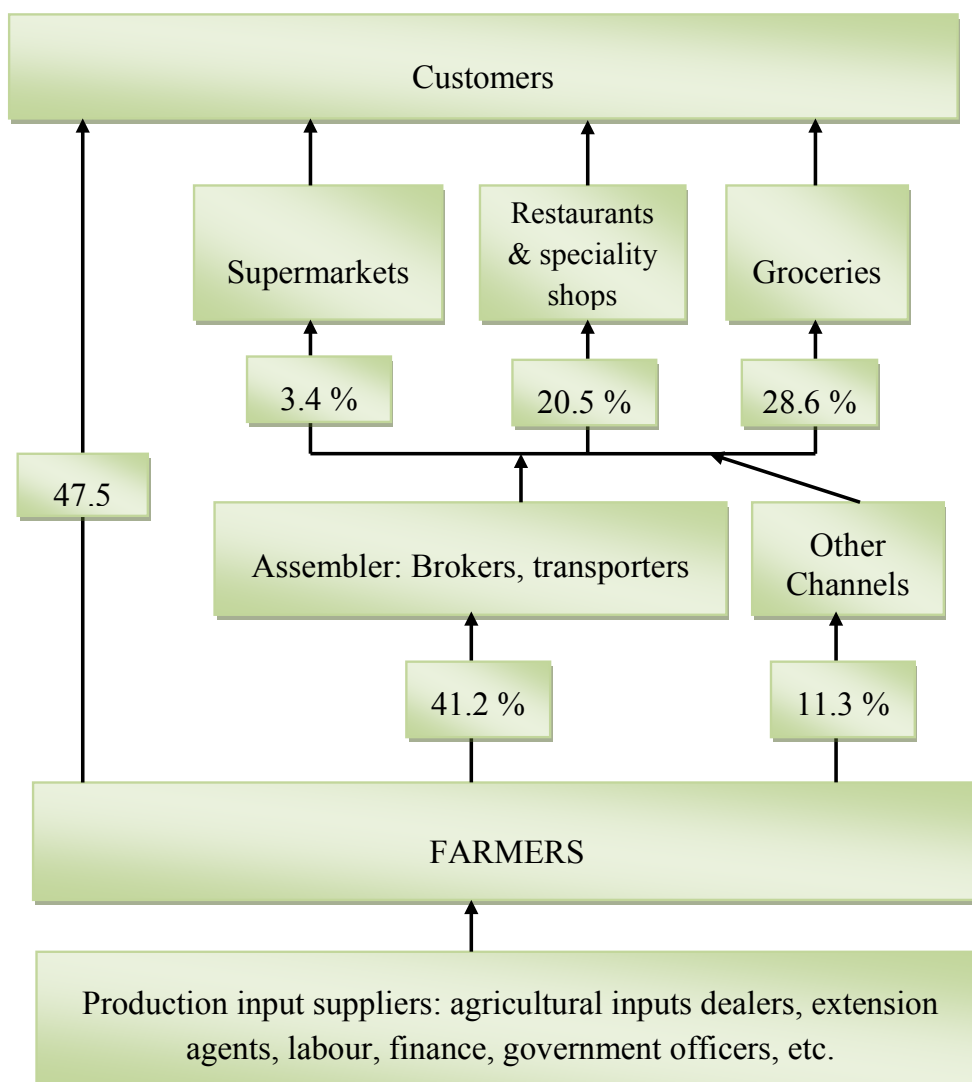 Customers
Supermarkets
Restaurants
& speciality
shops
Groceries
3.4 %
20.5 %
28.6 %
47.5
Assembler: Brokers, transporters
Other
Channels
41.2 %
11.3 %
FARMERS
Production input suppliers: agricultural inputs dealers, extension
agents, labour, finance, government officers, etc.